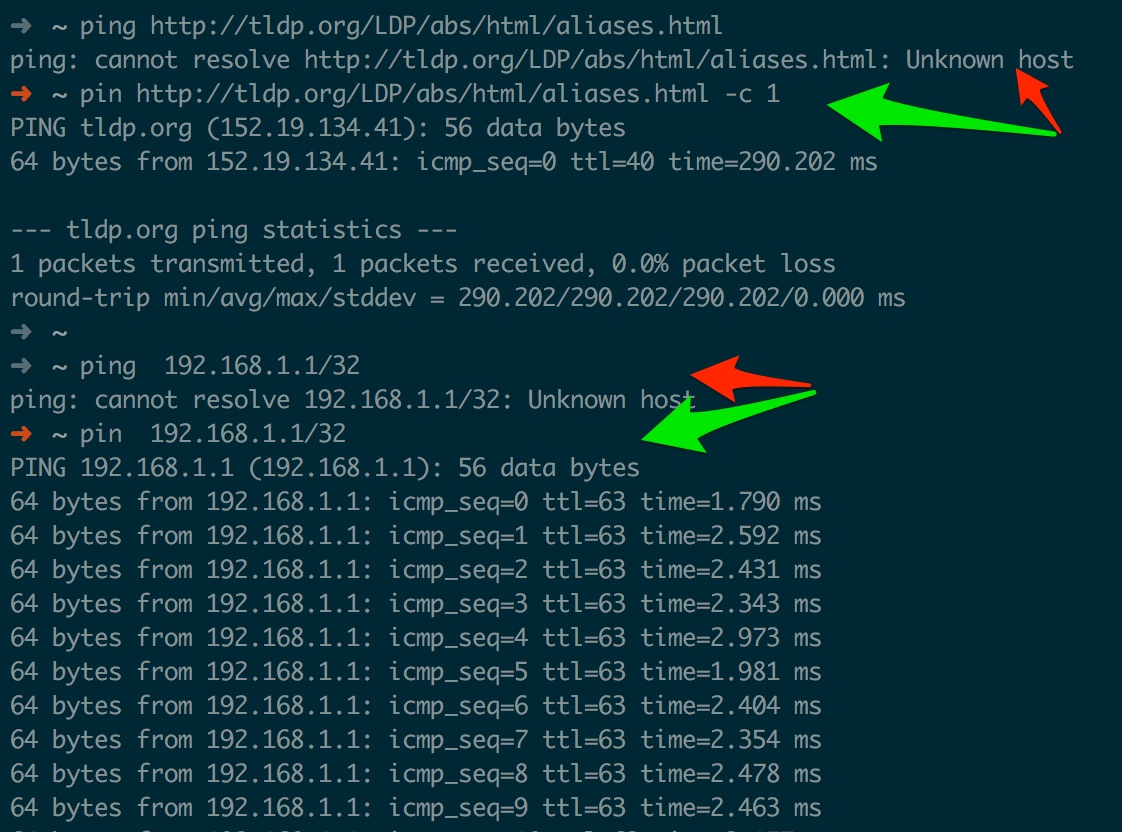 ➜ ~ ping http://tldp.org/LDP/abs/html/aliases.html
ping: cannot resolve http://tldp.org/LDP/abs/html/aliases.html: Unknown host
➜ ~ pin http://tldp.org/LDP/abs/html/aliases.html -c 1
PING tldp.org (152.19.134.41): 56 data bytes
64 bytes from 152.19.134.41: icmp_seq=0 ttl=40 time=290.202 ms
--- tldp.org ping statistics ---
1 packets transmitted, 1 packets received, 0.0% packet loss
round-trip min/avg/max/stddev = 290.202/290.202/290.202/0.000 ms
➜ ~
➜ ~ ping  192.168.1.1/32
ping: cannot resolve 192.168.1.1/32: Unknown host
➜ ~ pin  192.168.1.1/32
PING 192.168.1.1 (192.168.1.1): 56 data bytes
64 bytes from 192.168.1.1: icmp_seq=0 ttl=63 time=1.790 ms
64 bytes from 192.168.1.1: icmp_seq=1 ttl=63 time=2.592 ms
64 bytes from 192.168.1.1: icmp_seq=2 ttl=63 time=2.431 ms
64 bytes from 192.168.1.1: icmp_seq=3 ttl=63 time=2.343 ms
64 bytes from 192.168.1.1: icmp_seq=4 ttl=63 time=2.973 ms
64 bytes from 192.168.1.1: icmp_seq=5 ttl=63 time=1.981 ms
64 bytes from 192.168.1.1: icmp_seq=6 ttl=63 time=2.404 ms
64 bytes from 192.168.1.1: icmp_seq=7 ttl=63 time=2.354 ms
64 bytes from 192.168.1.1: icmp_seq=8 ttl=63 time=2.478 ms
64 bytes from 192.168.1.1: icmp_seq=9 ttl=63 time=2.463 ms